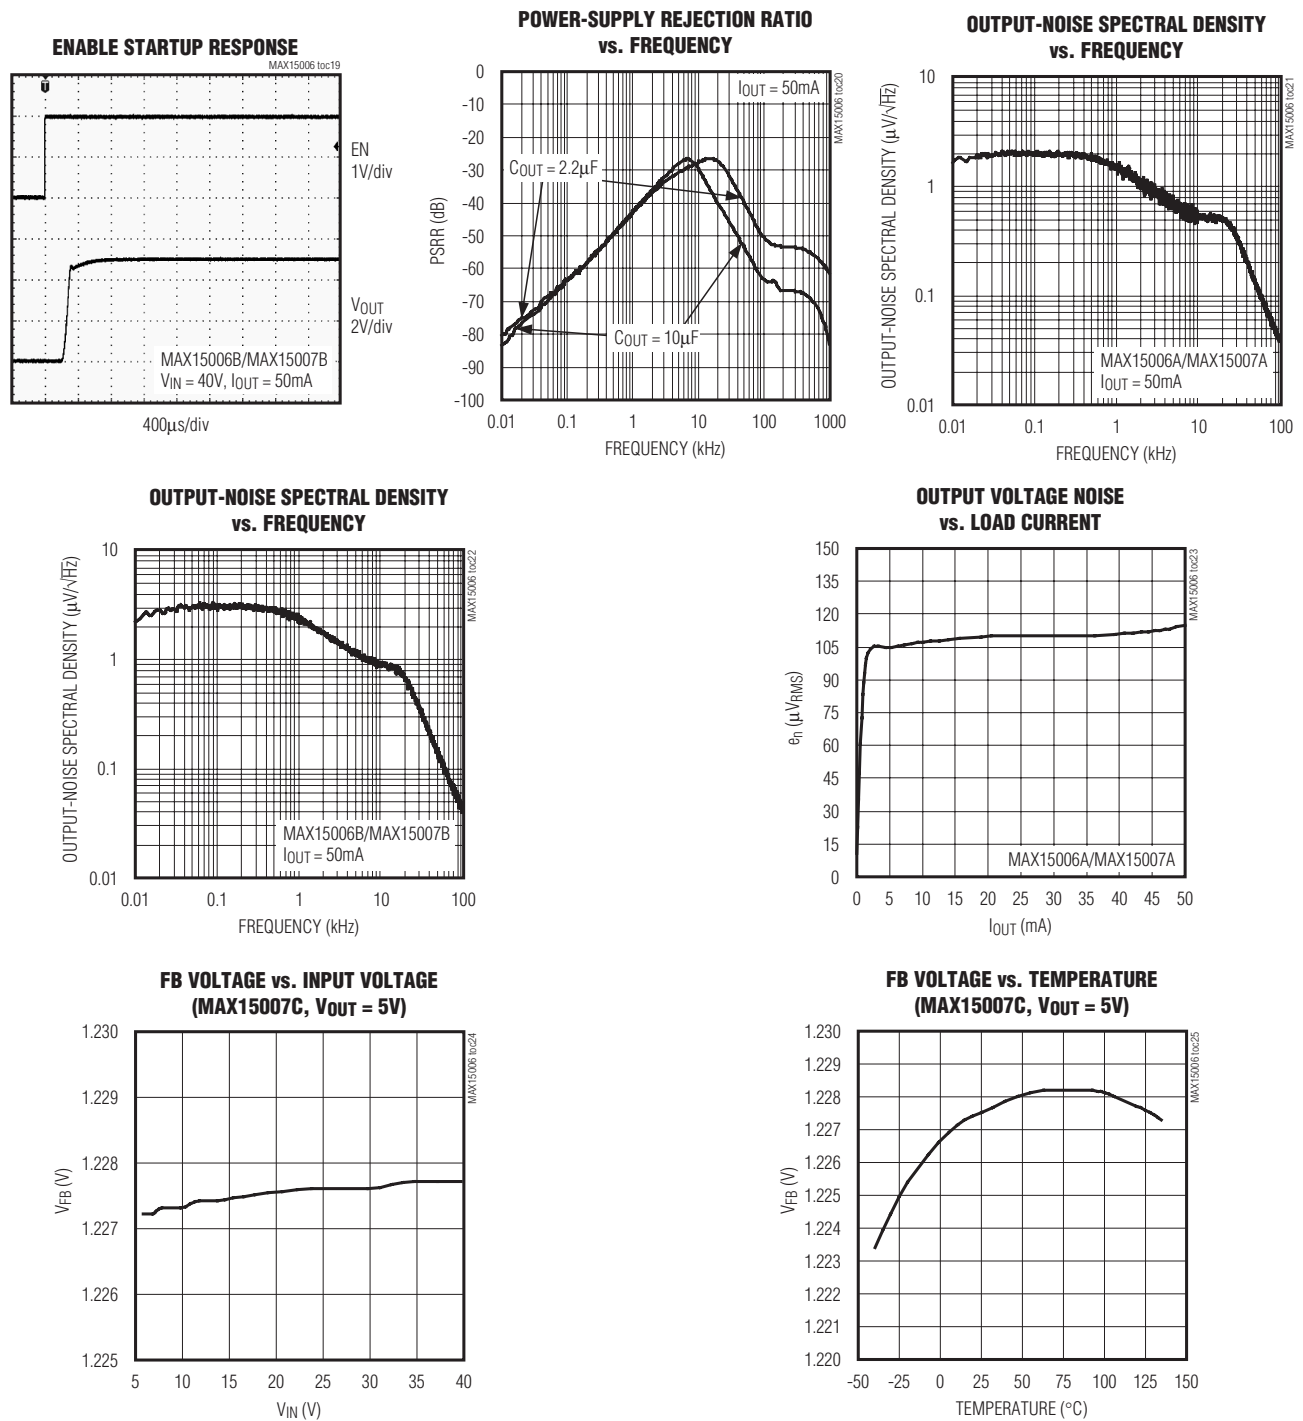 ENABLE STARTUP RESPONSE
MAX15006 toc19
T
EN
1V/div
VOUT
2V/div
MAX15006B/MAX15007B
VIN = 40V, IOUT = 50mA
400μs/div
POWER-SUPPLY REJECTION RATIO
vs. FREQUENCY
MAX15006 toc20
IOUT = 50mA
COUT = 2.2μF
COUT = 10μF
PSRR (dB)
0
-10
-20
-30
-40
-50
-60
-70
-80
-90
-100
0.01 0.1 1 10 100 1000
FREQUENCY (kHz)
OUTPUT-NOISE SPECTRAL DENSITY
vs. FREQUENCY
MAX15006 toc21
OUTPUT-NOISE SPECTRAL DENSITY (μV/√Hz)
10
1
0.1
0.01
MAX15006A/MAX15007A
IOUT = 50mA
0.01 0.1 1 10 100
FREQUENCY (kHz)
OUTPUT-NOISE SPECTRAL DENSITY
vs. FREQUENCY
MAX15006 toc22
OUTPUT-NOISE SPECTRAL DENSITY (μV/√Hz)
10
1
0.1
0.01
MAX15006B/MAX15007B
IOUT = 50mA
0.01 0.1 1 10 100
FREQUENCY (kHz)
OUTPUT VOLTAGE NOISE
vs. LOAD CURRENT
MAX15006 toc23
en (μVRMS)
150
135
120
105
90
75
60
45
30
15
0
MAX15006A/MAX15007A
0 5 10 15 20 25 30 35 40 45 50
IOUT (mA)
FB VOLTAGE vs. INPUT VOLTAGE
(MAX15007C, VOUT = 5V)
MAX15006 toc24
VFB (V)
1.230
1.229
1.228
1.227
1.226
1.225
5 10 15 20 25 30 35 40
VIN (V)
FB VOLTAGE vs. TEMPERATURE
(MAX15007C, VOUT = 5V)
MAX15006 toc25
VFB (V)
1.230
1.229
1.228
1.227
1.226
1.225
1.224
1.223
1.222
1.221
1.220
-50 -25 0 25 50 75 100 125 150
TEMPERATURE (°C)